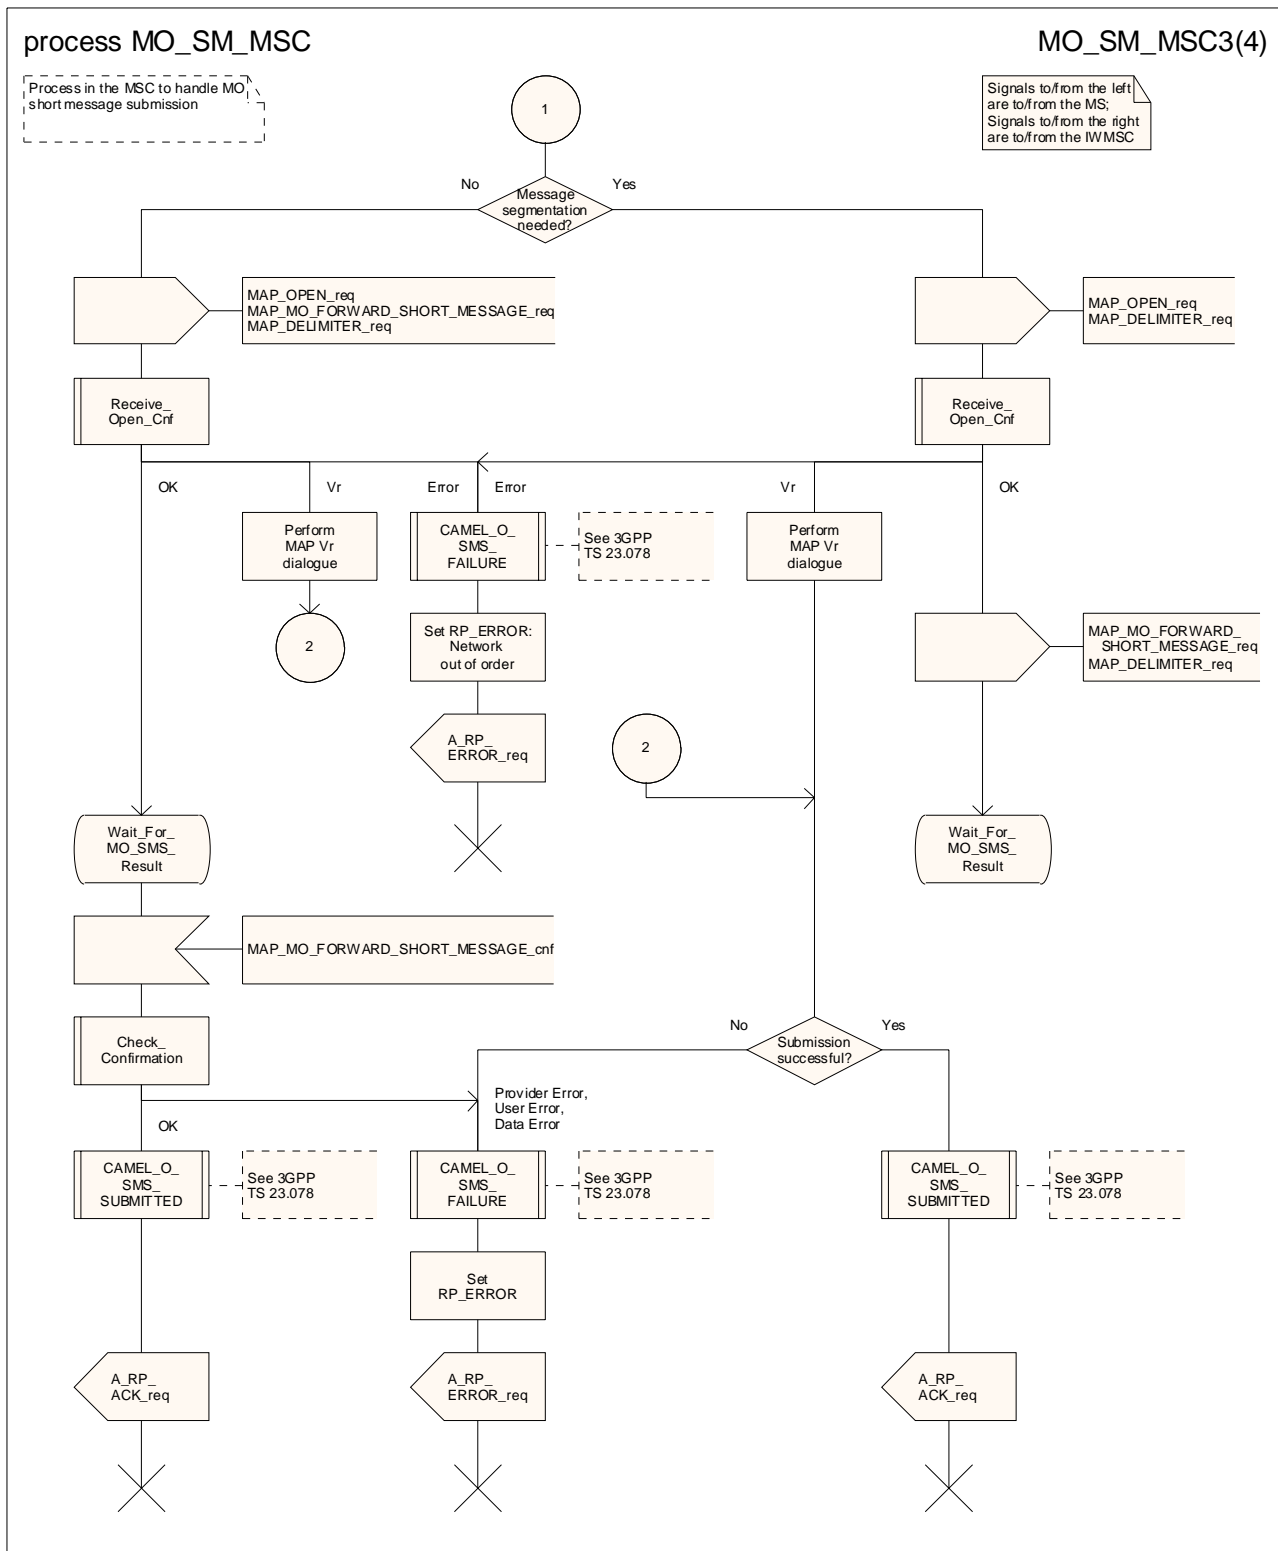 process MO_SM_MSC
MO_SM_MSC3(4)
Process in the MSC to handle MO
short message submission
Signals to/from the left
are to/from the MS;
Signals to/from the right
are to/from the IWMSC
1
No
Yes
Message
segmentation
needed?
MAP_OPEN_req
MAP_MO_FORWARD_SHORT_MESSAGE_req
MAP_DELIMITER_req
MAP_OPEN_req
MAP_DELIMITER_req
Receive_
Open_Cnf
Receive_
Open_Cnf
OK
Vr
Error
Error
Vr
OK
Perform
MAP Vr
dialogue
CAMEL_O_
SMS_
FAILURE
See 3GPP
TS 23.078
Perform
MAP Vr
dialogue
2
Set RP_ERROR:
Network
out of order
MAP_MO_FORWARD_
SHORT_MESSAGE_req
MAP_DELIMITER_req
A_RP_
ERROR_req
2
Wait_For_
MO_SMS_
Result
Wait_For_
MO_SMS_
Result
MAP_MO_FORWARD_SHORT_MESSAGE_cnf
Check_
Confirmation
No
Yes
Submission
successful?
Provider Error,
User Error,
Data Error
OK
CAMEL_O_
SMS_
SUBMITTED
See 3GPP
TS 23.078
CAMEL_O_
SMS_
FAILURE
See 3GPP
TS 23.078
CAMEL_O_
SMS_
SUBMITTED
See 3GPP
TS 23.078
Set
RP_ERROR
A_RP_
ACK_req
A_RP_
ERROR_req
A_RP_
ACK_req